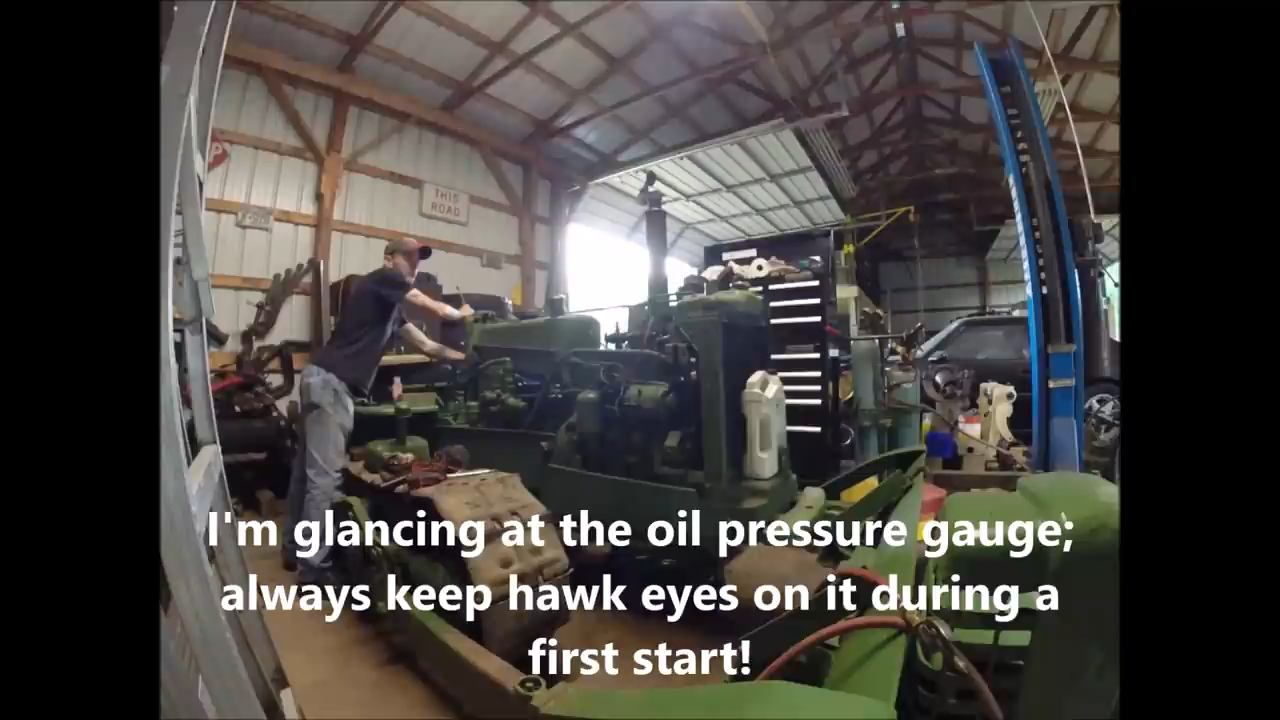 THIS
ROAD
I'm glancing at the oil pressure gauge;
always keep hawk eyes on it during a
first start!